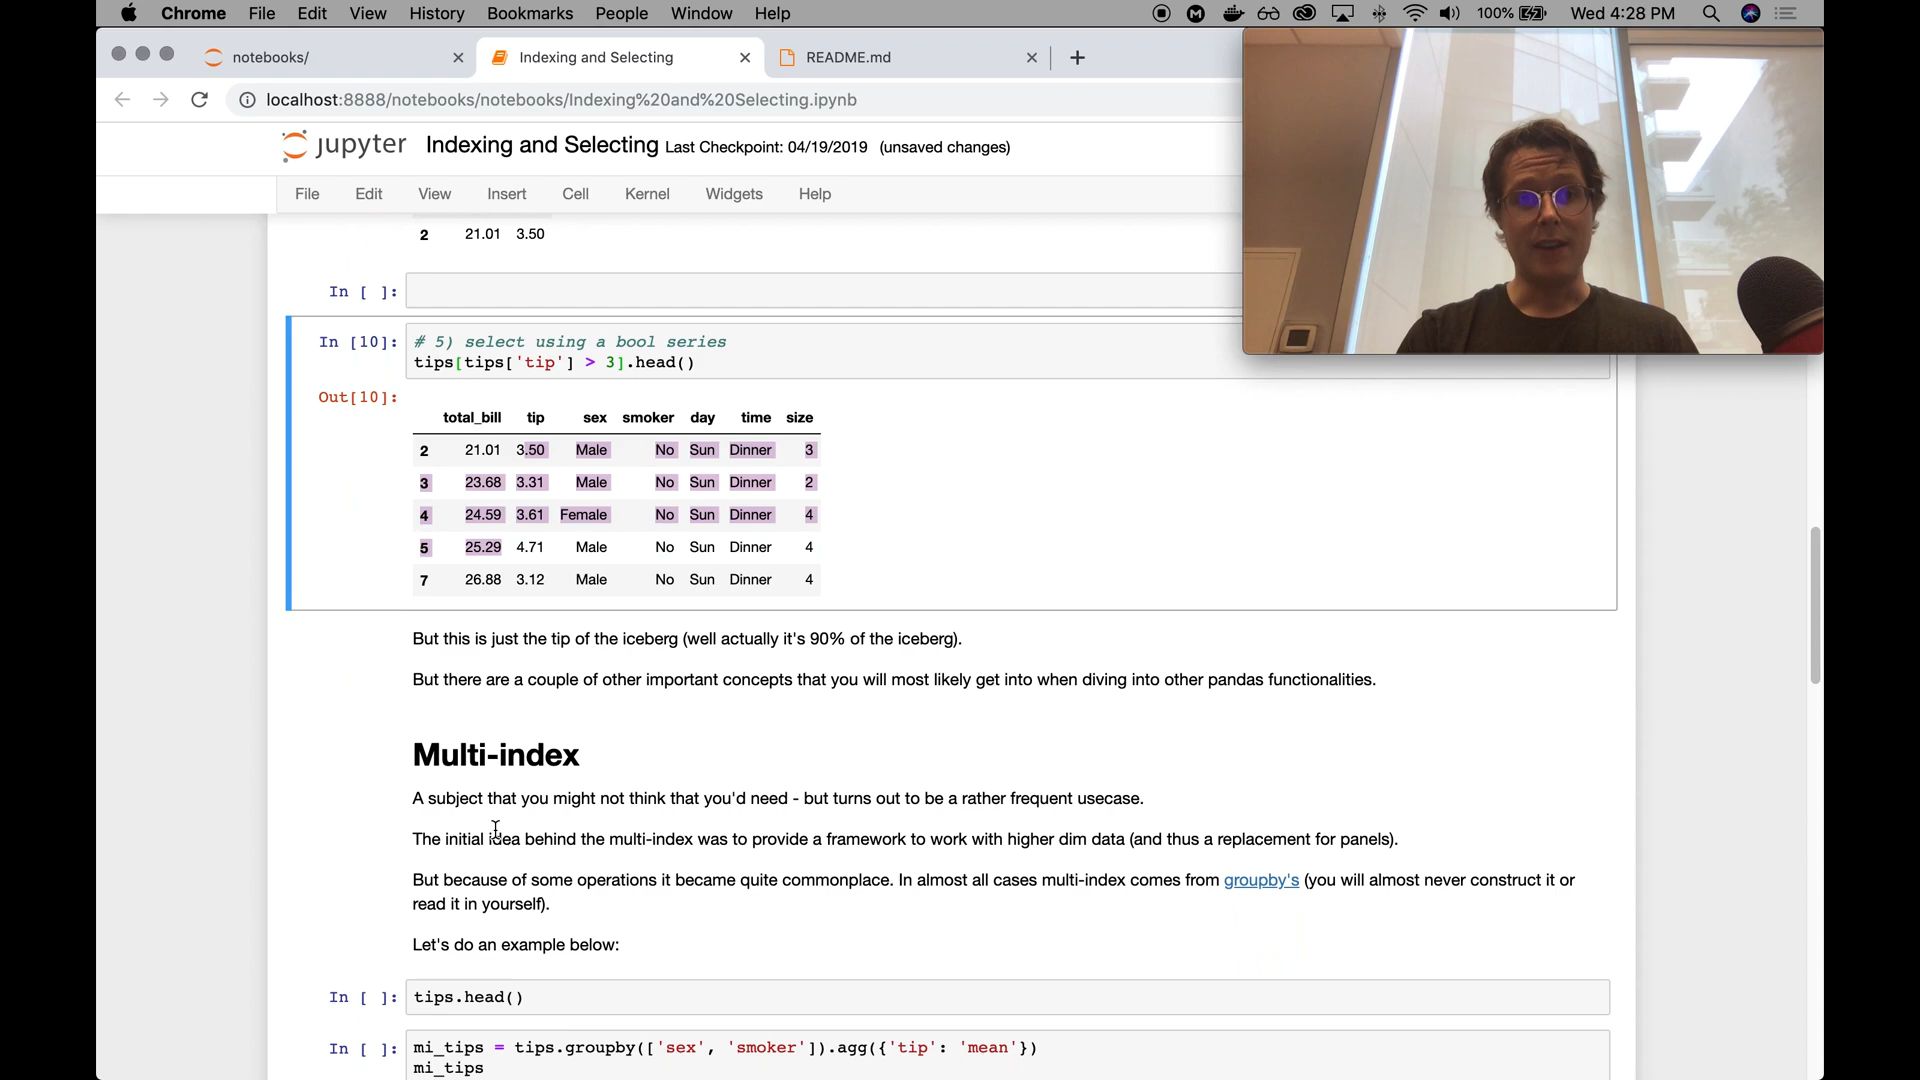 Chrome File Edit View History Bookmarks People Window Help 100% Wed 4:28 PM
notebooks/ Indexing and Selecting README.md
localhost:8888/notebooks/notebooks/Indexing%20and%20Selecting.ipynb
jupyter Indexing and Selecting Last Checkpoint: 04/19/2019 (unsaved changes)
File Edit View Insert Cell Kernel Widgets Help
2 21.01 3.50
In [ ]:
In [10]: # 5) select using a bool series
tips[tips['tip'] > 3].head()
Out[10]:
total_bill tip sex smoker day time size
2 21.01 3.50 Male No Sun Dinner 3
3 23.68 3.31 Male No Sun Dinner 2
4 24.59 3.61 Female No Sun Dinner 4
5 25.29 4.71 Male No Sun Dinner 4
7 26.88 3.12 Male No Sun Dinner 4
But this is just the tip of the iceberg (well actually it's 90% of the iceberg).
But there are a couple of other important concepts that you will most likely get into when diving into other pandas functionalities.
Multi-index
A subject that you might not think that you'd need - but turns out to be a rather frequent usecase.
The initial idea behind the multi-index was to provide a framework to work with higher dim data (and thus a replacement for panels).
But because of some operations it became quite commonplace. In almost all cases multi-index comes from groupby's (you will almost never construct it or
read it in yourself).
Let's do an example below:
In [ ]: tips.head()
In [ ]: mi_tips = tips.groupby(['sex', 'smoker']).agg({'tip': 'mean'})
mi_tips